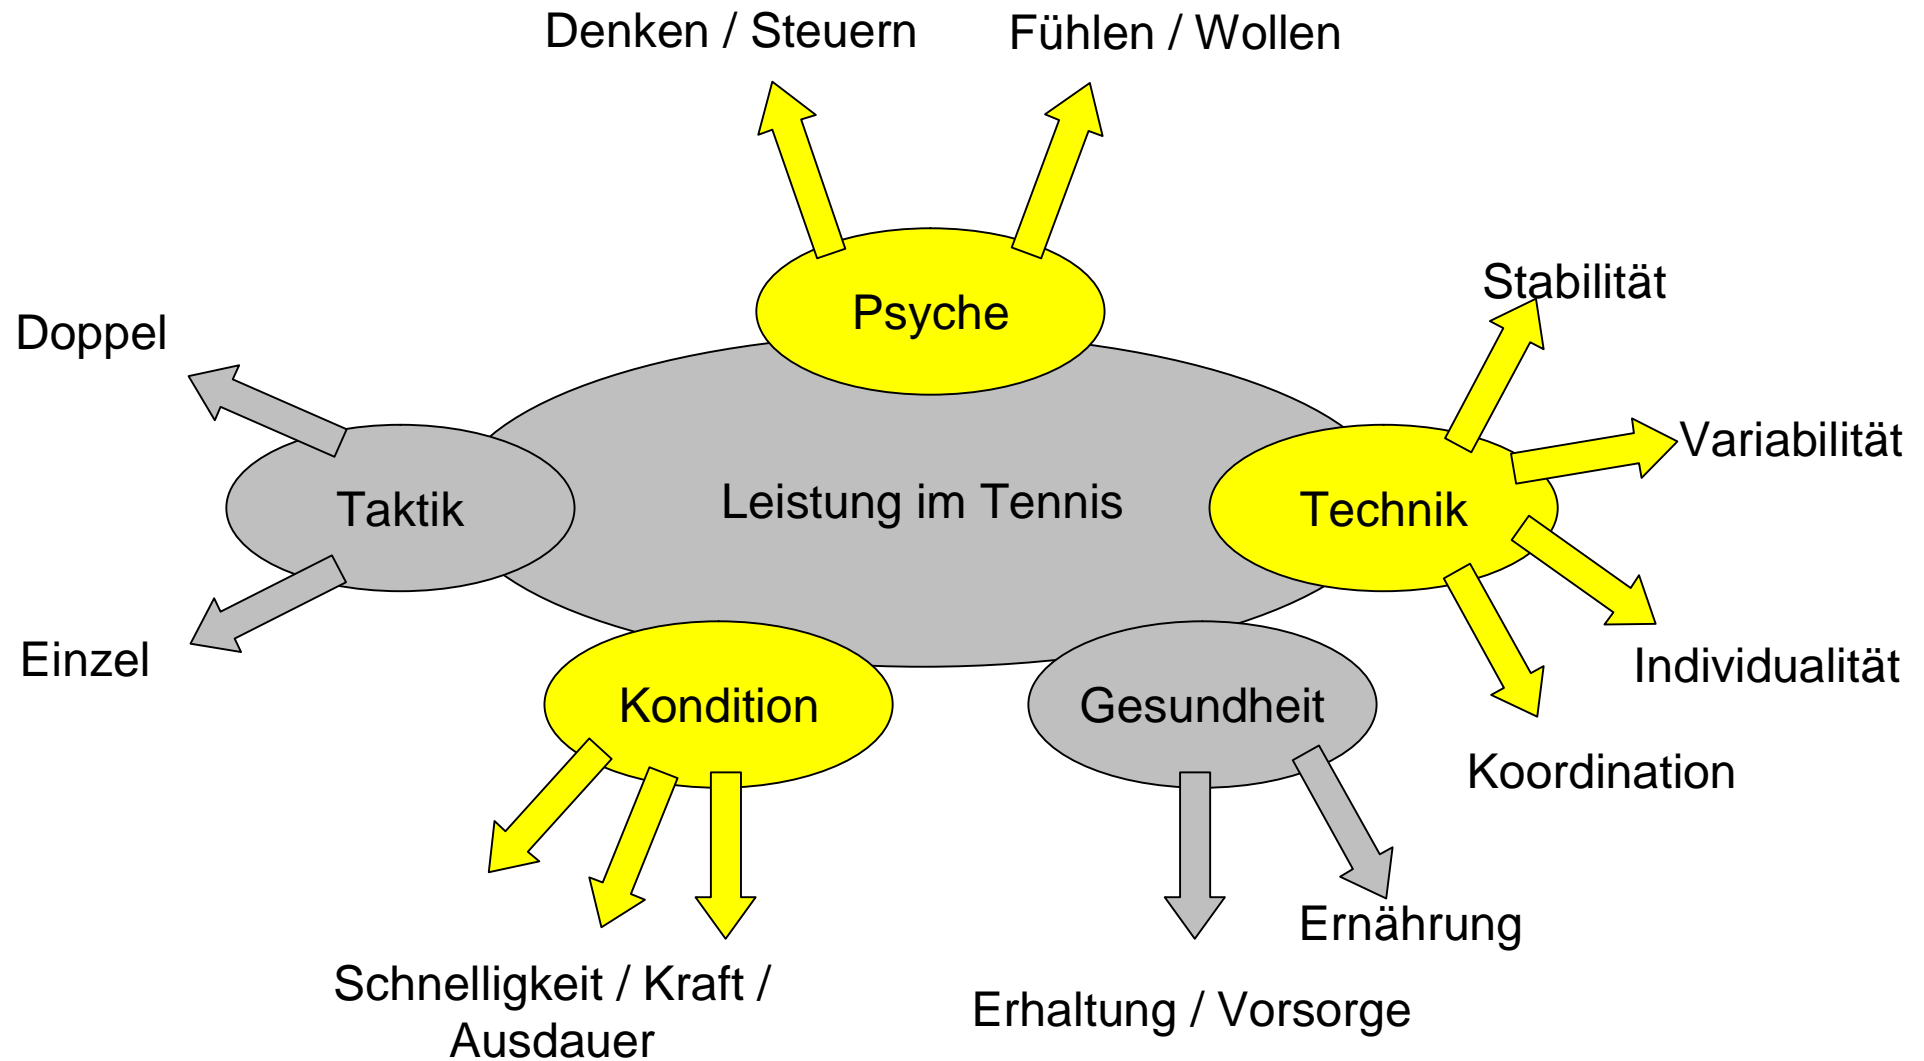 Denken / Steuern
Fühlen / Wollen
Psyche
Stabilität
Doppel
Variabilität
Taktik
Leistung im Tennis
Technik
Einzel
Individualität
Kondition
Gesundheit
Koordination
Ernährung
Schnelligkeit / Kraft /
Ausdauer
Erhaltung / Vorsorge